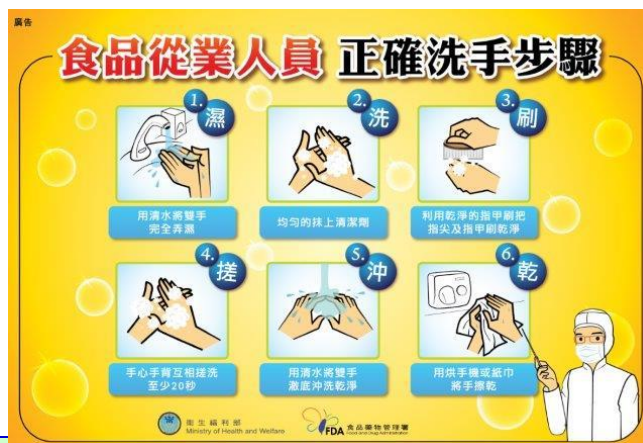 廣告
食品從業人員 正確洗手步驟
1. 濕
用清水將雙手
完全弄濕
2. 洗
均勻的抹上清潔劑
3. 刷
利用乾淨的指甲刷把
指尖及指甲刷乾淨
4. 搓
手心手背互相搓洗
至少20秒
5. 沖
用清水將雙手
澈底沖洗乾淨
6. 乾
用烘手機或紙巾
將手擦乾
衛生福利部
Ministry of Health and Welfare
FDA 食品藥物管理署
Food and Drug Administration